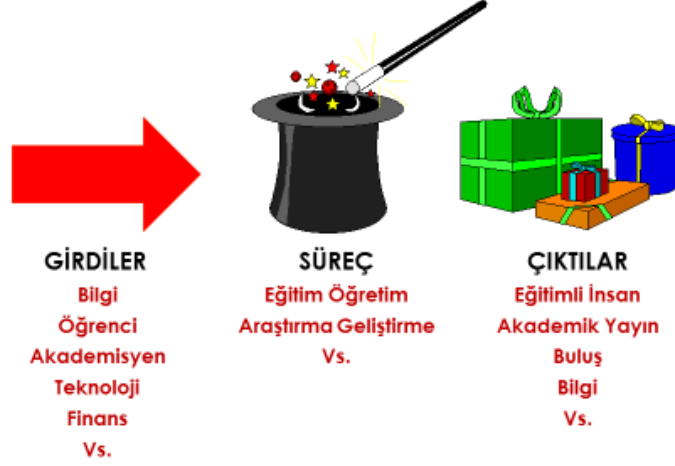 GİRDİLER
Bilgi
Öğrenci
Akademisyen
Teknoloji
Finans
Vs.
SÜREÇ
Eğitim Öğretim
Araştırma Geliştirme
Vs.
ÇIKTILAR
Eğitimli İnsan
Akademik Yayın
Buluş
Bilgi
Vs.